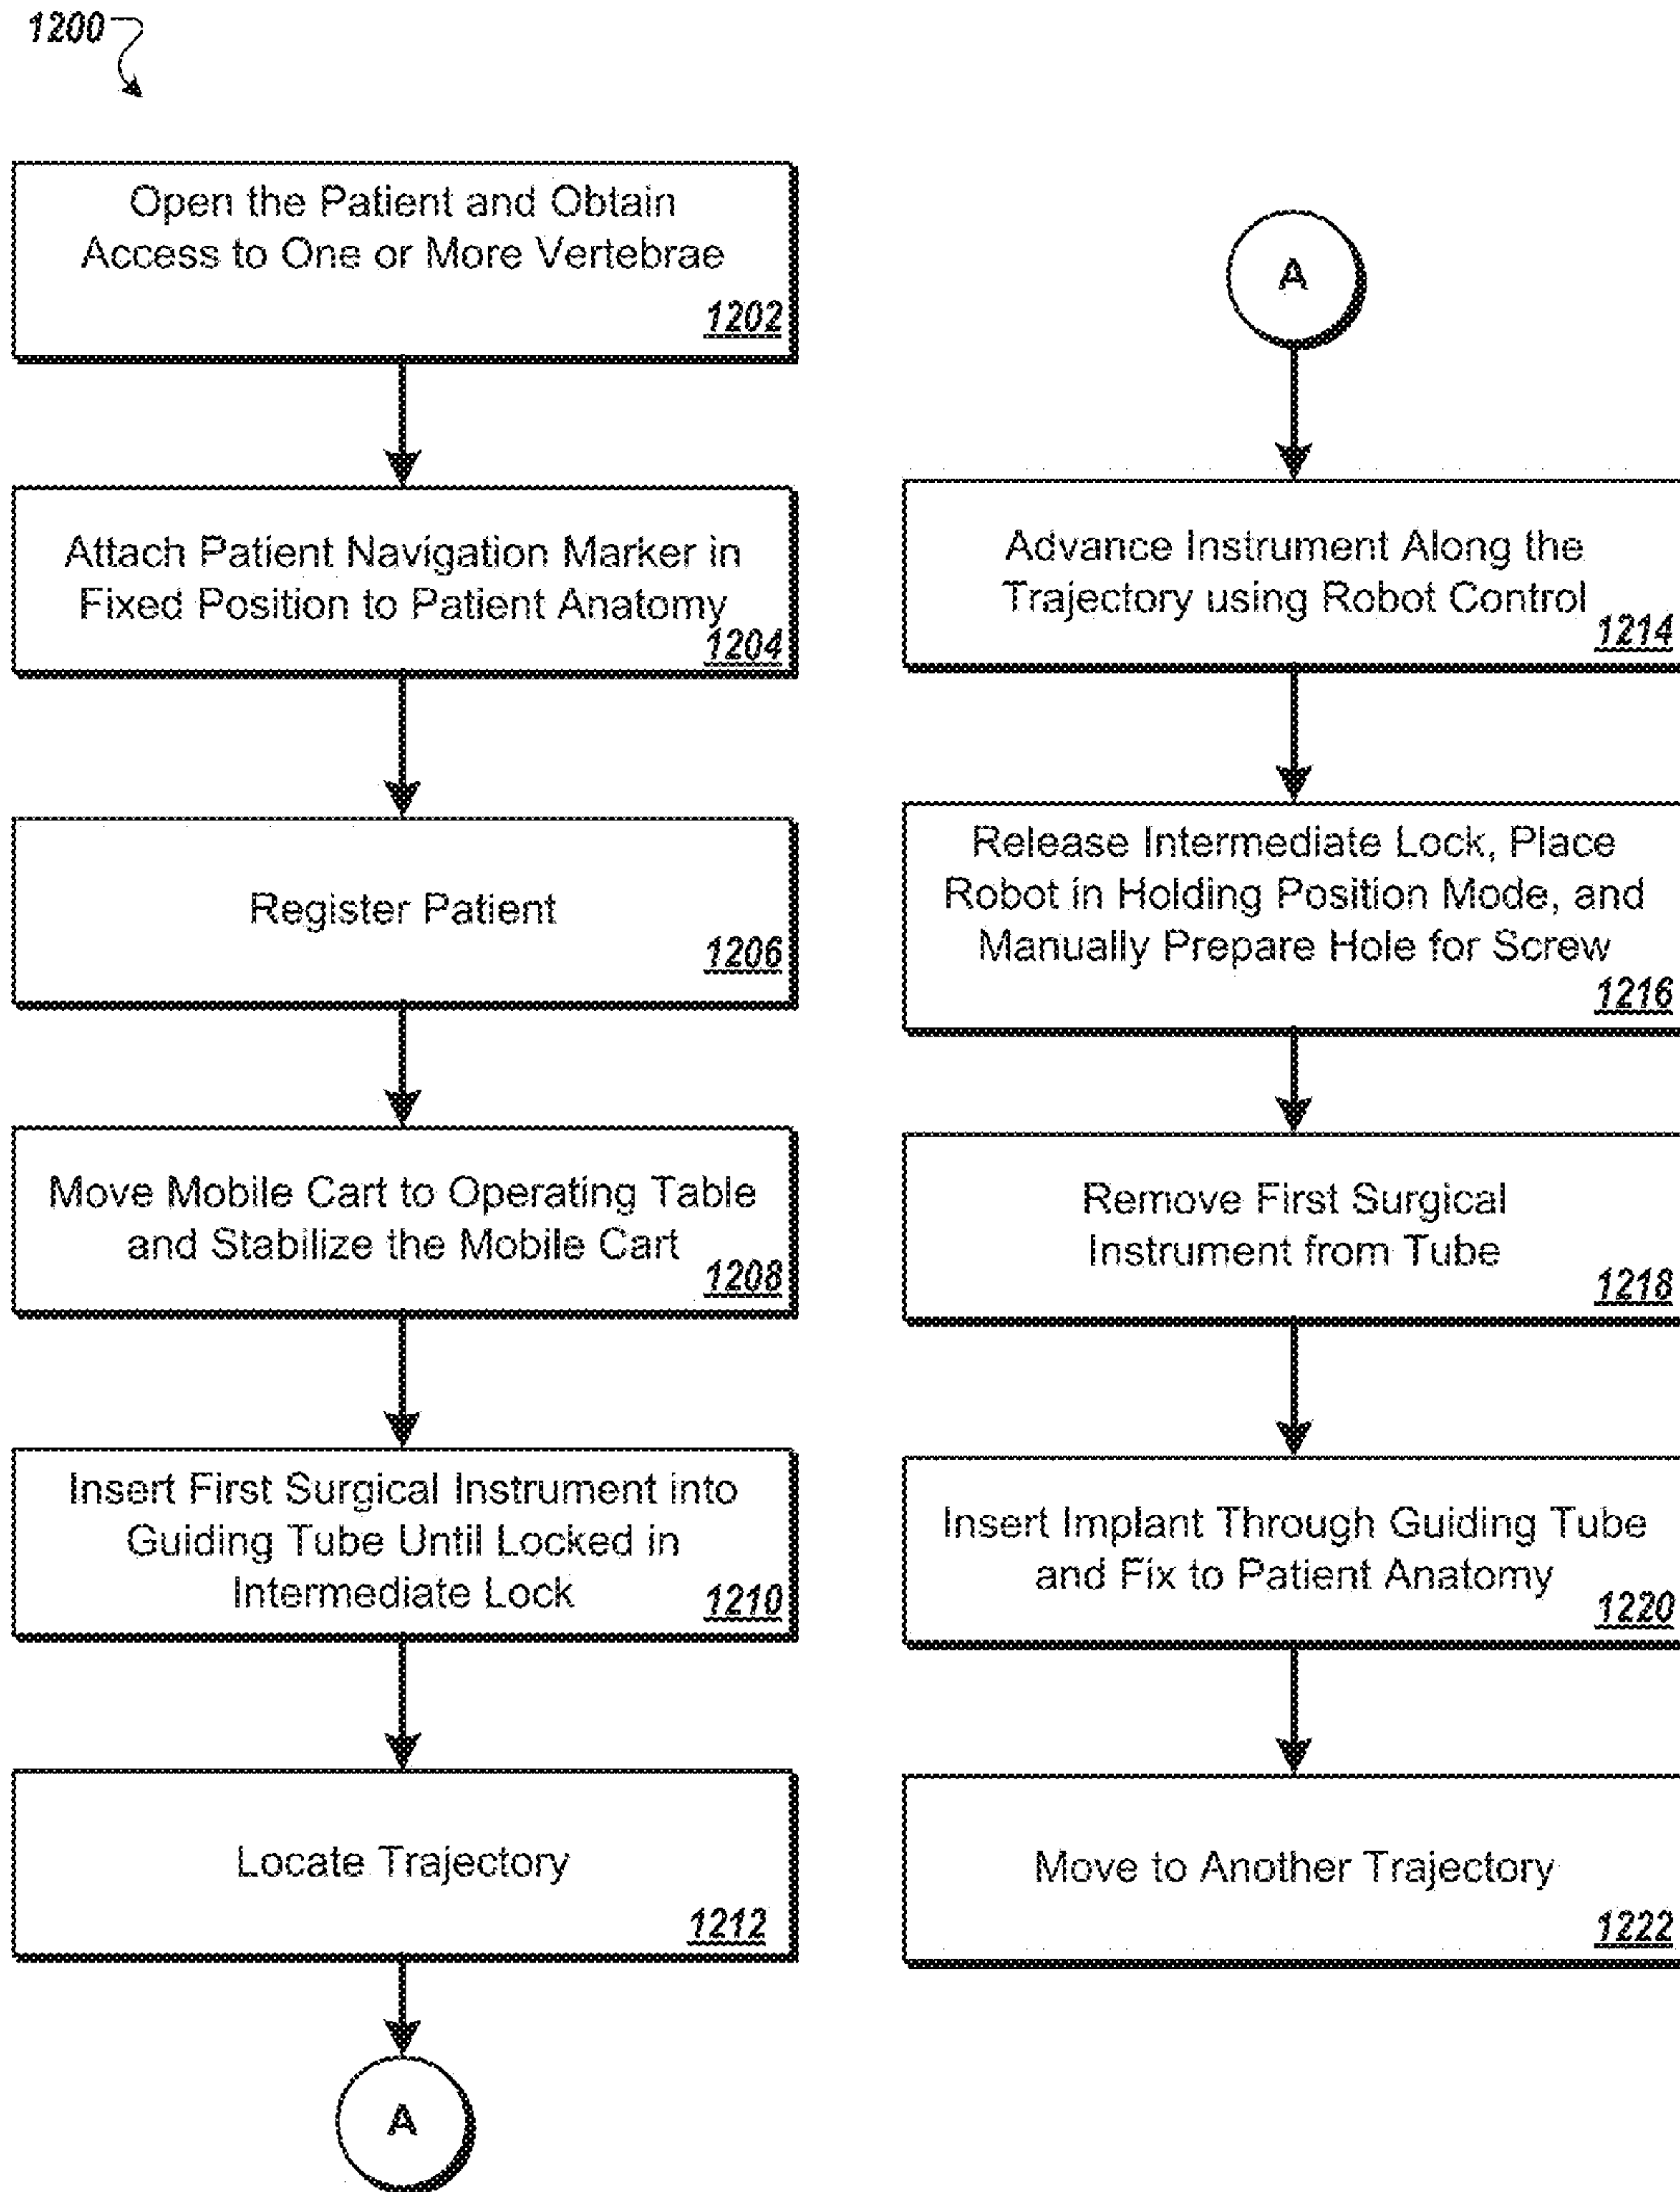 1200
Open the Patient and Obtain
Access to One or More Vertebrae
1202
Attach Patient Navigation Marker in
Fixed Position to Patient Anatomy
1204
Register Patient
1206
Move Mobile Cart to Operating Table
and Stabilize the Mobile Cart
1208
Insert First Surgical Instrument into
Guiding Tube Until Locked in
Intermediate Lock
1210
Locate Trajectory
1212
A
A
Advance Instrument Along the
Trajectory using Robot Control
1214
Release Intermediate Lock, Place
Robot in Holding Position Mode, and
Manually Prepare Hole for Screw
1216
Remove First Surgical
Instrument from Tube
1218
Insert Implant Through Guiding Tube
and Fix to Patient Anatomy
1220
Move to Another Trajectory
1222